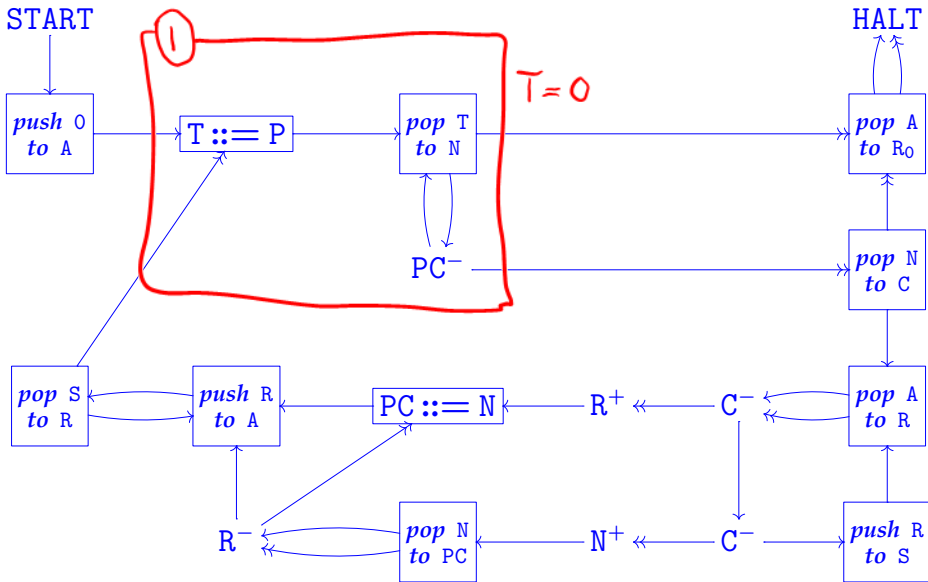 START
HALT
1
T=0
push 0
to A
T ::= P
pop T
to N
pop A
to R₀
PC⁻
pop N
to C
pop S
to R
push R
to A
PC ::= N
R⁺
C⁻
pop A
to R
R⁻
pop N
to PC
N⁺
C⁻
push R
to S